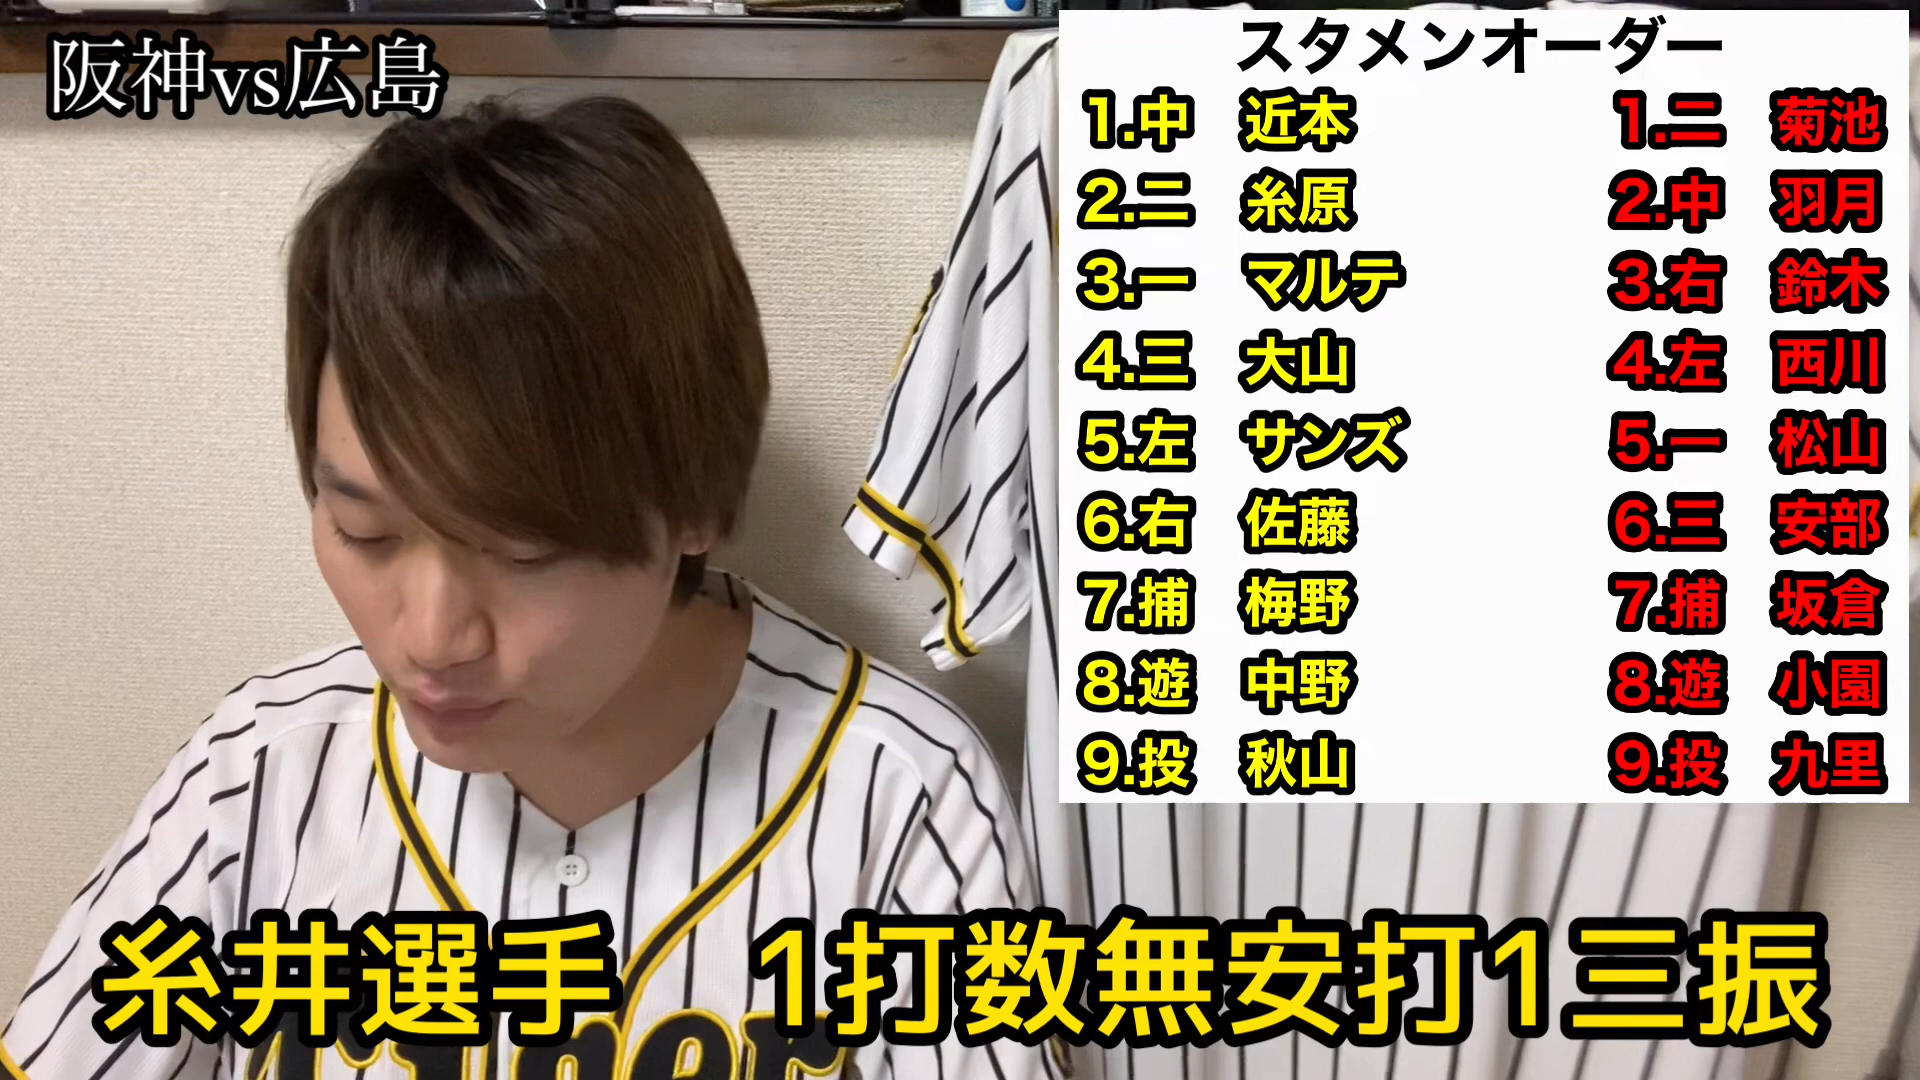 阪神vs広島
スタメンオーダー
1.中 近本 1.二 菊池
2.二 糸原 2.中 羽月
3.一 マルテ 3.右 鈴木
4.三 大山 4.左 西川
5.左 サンズ 5.一 松山
6.右 佐藤 6.三 安部
7.捕 梅野 7.捕 坂倉
8.遊 中野 8.遊 小園
9.投 秋山 9.投 九里
糸井選手 1打数無安打1三振
Tiger